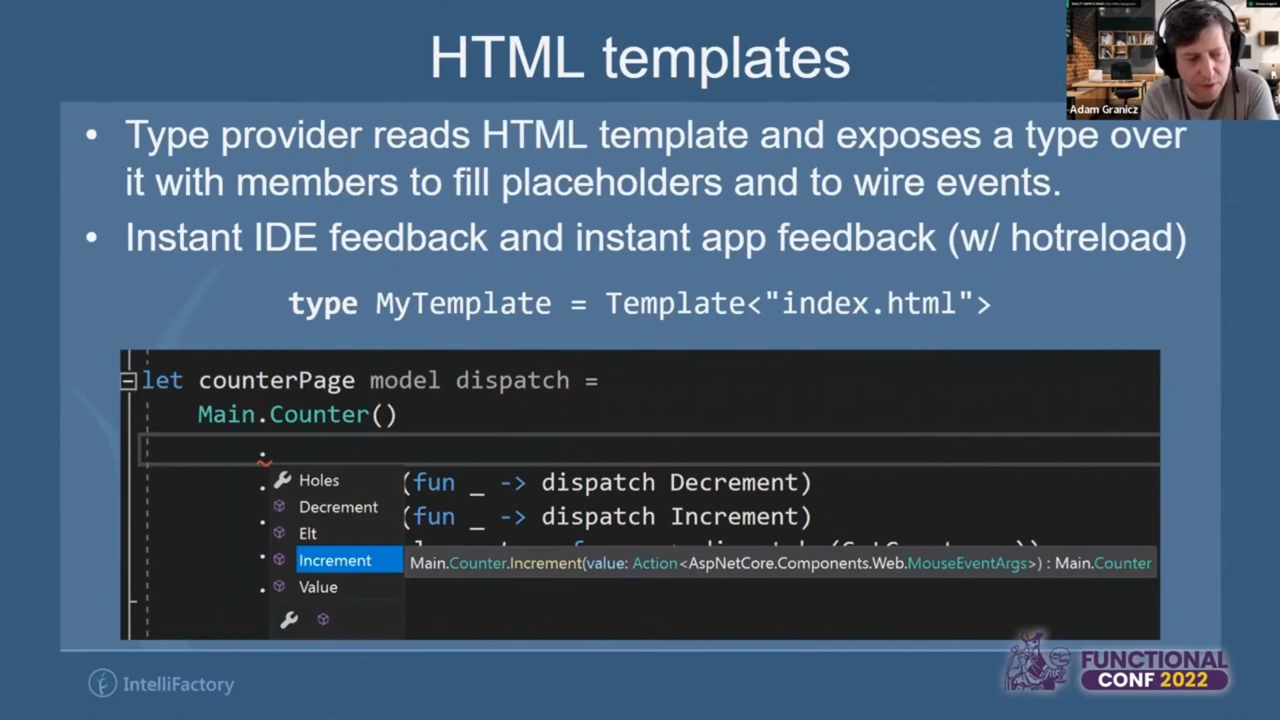 HTML templates
Adam Granicz
• Type provider reads HTML template and exposes a type over
it with members to fill placeholders and to wire events.
• Instant IDE feedback and instant app feedback (w/ hotreload)
type MyTemplate = Template<"index.html">
let counterPage model dispatch =
Main.Counter()
.
Holes
. (fun _ -> dispatch Decrement)
Decrement
. (fun _ -> dispatch Increment)
Elt
Increment
Main.Counter.Increment(value: Action<AspNetCore.Components.Web.MouseEventArgs>) : Main.Counter
Value
IntelliFactory
FUNCTIONAL
CONF 2022